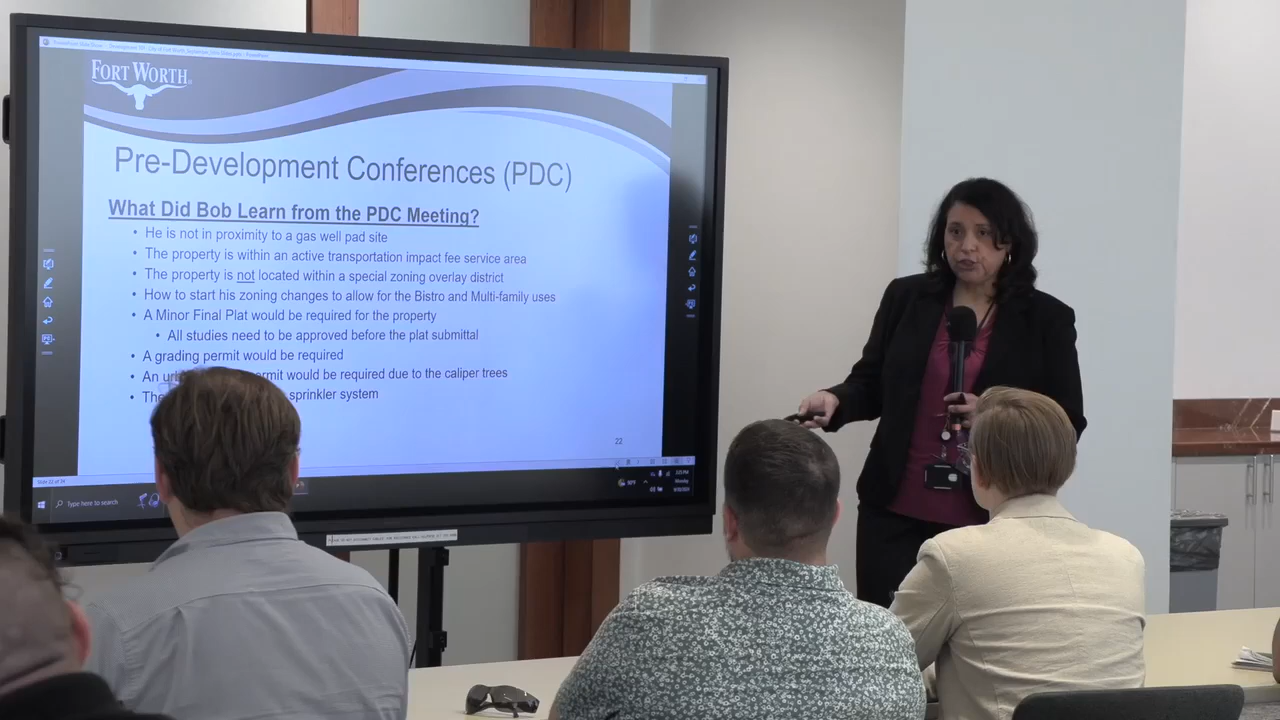 FORT WORTH
Pre-Development Conferences (PDC)
What Did Bob Learn from the PDC Meeting?
• He is not in proximity to a gas well pad site
• The property is within an active transportation impact fee service area
• The property is not located within a special zoning overlay district
• How to start his zoning changes to allow for the Bistro and Multi-family uses
• A Minor Final Plat would be required for the property
• All studies need to be approved before the plat submittal
• A grading permit would be required
• An permit would be required due to the caliper trees
• The sprinkler system
22
Slide 22 of 34
Type here to search